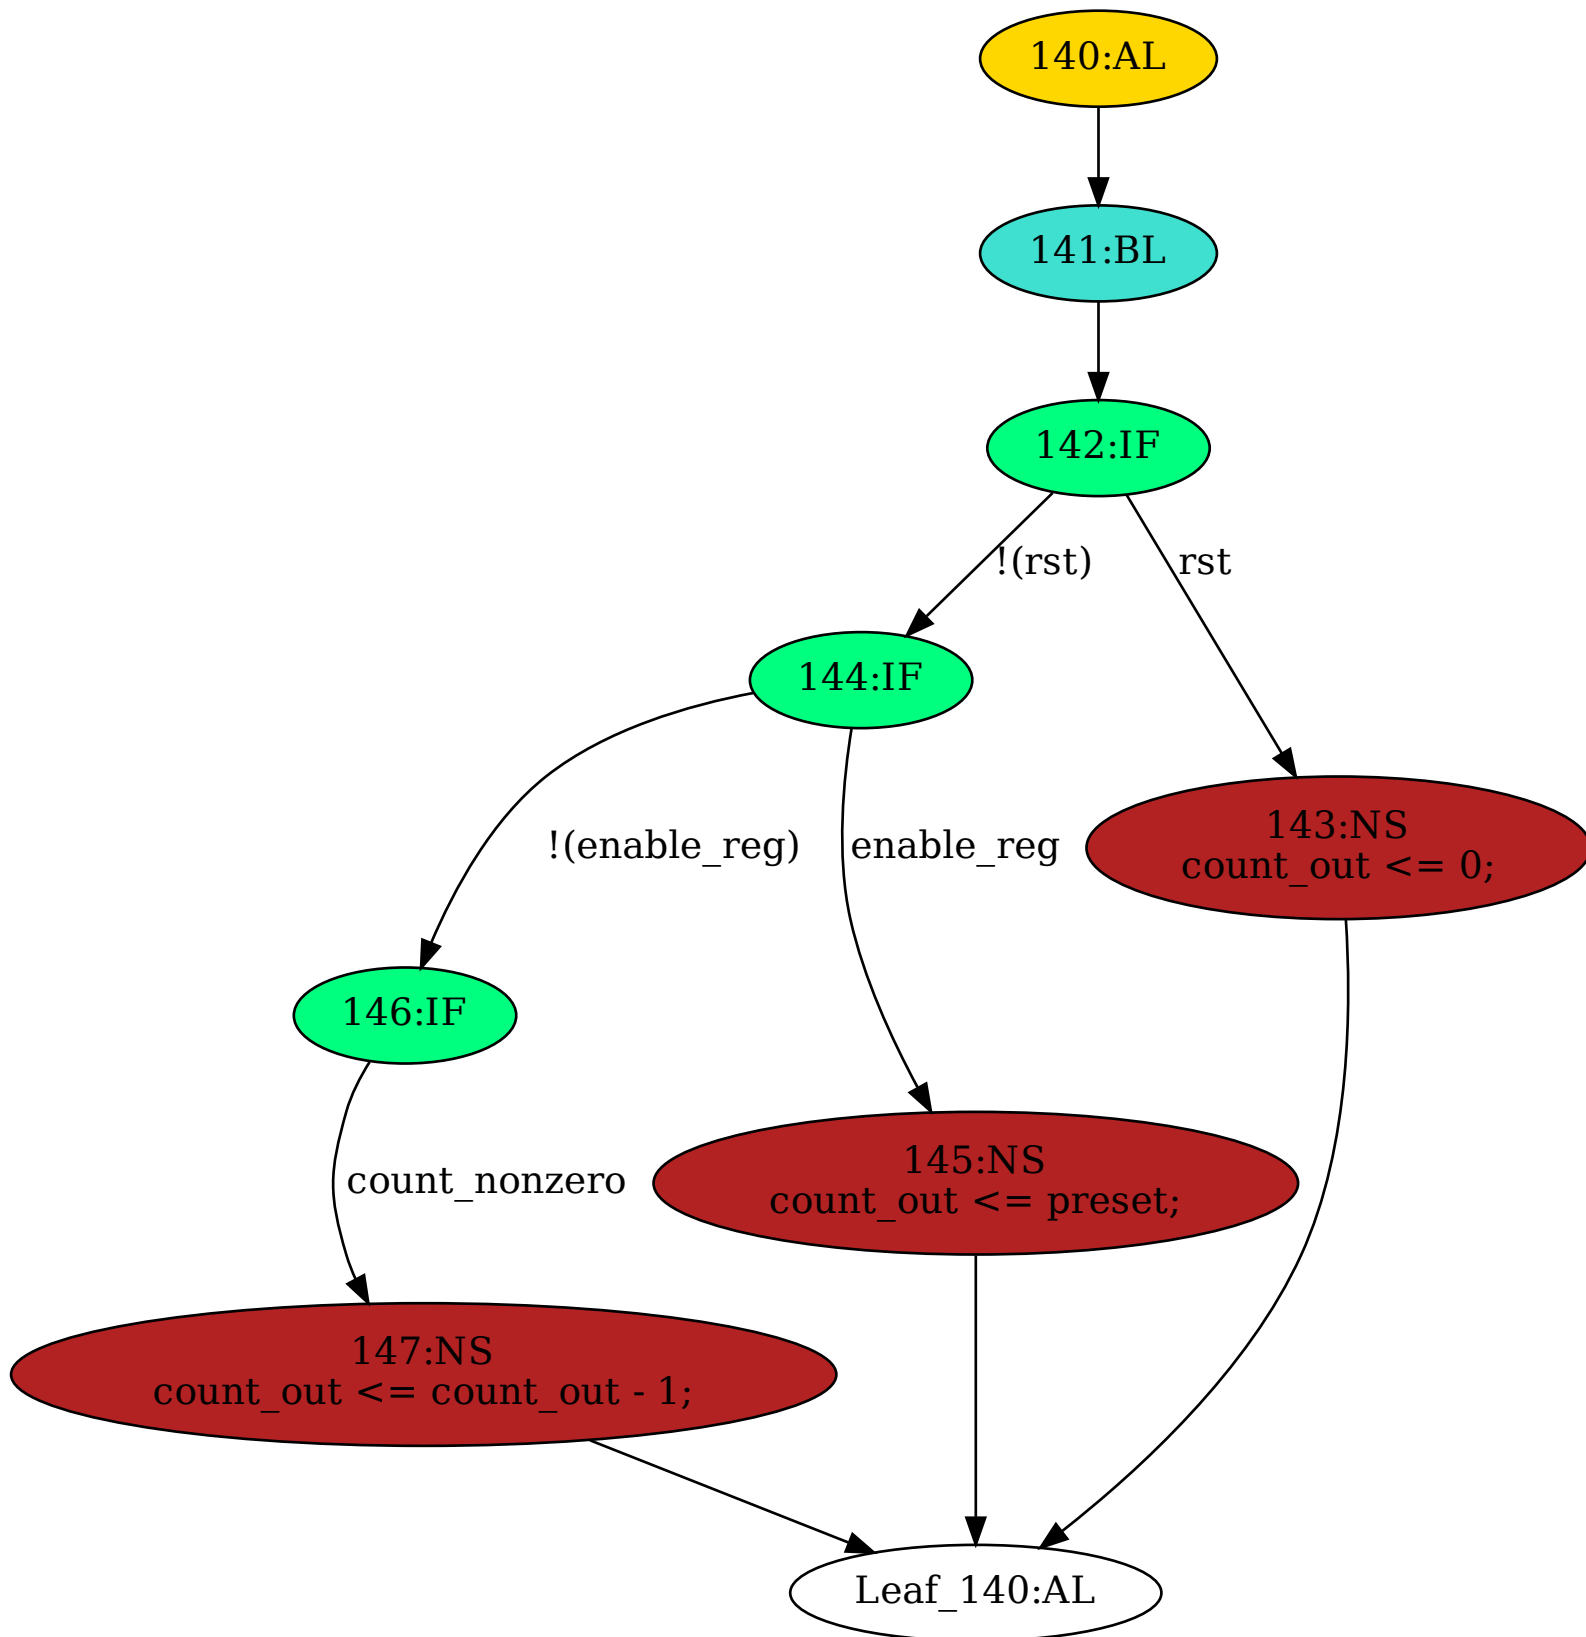 140:AL
141:BL
142:IF
!(rst)
rst
144:IF
!(enable_reg)
enable_reg
143:NS
count_out <= 0;
146:IF
count_nonzero
145:NS
count_out <= preset;
147:NS
count_out <= count_out - 1;
Leaf_140:AL